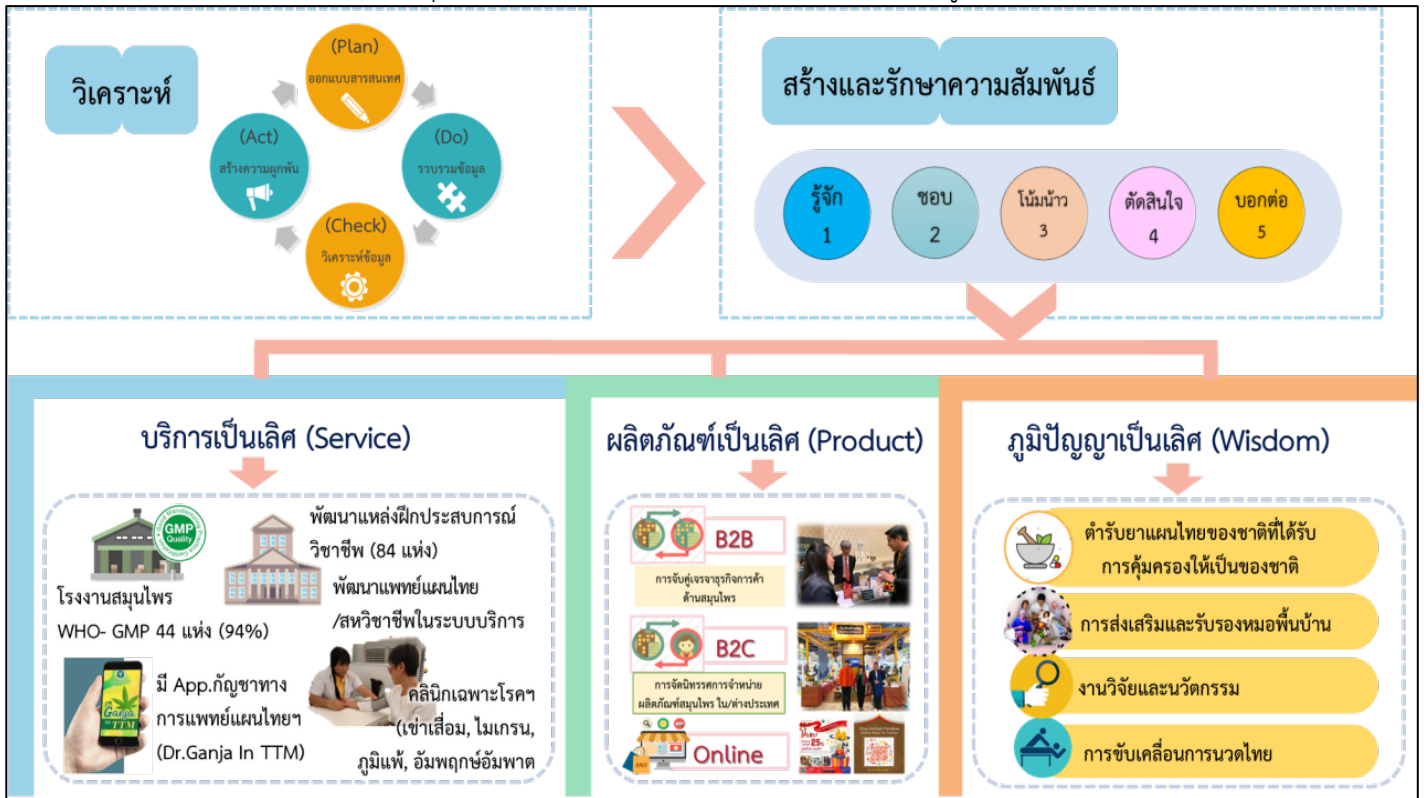 วิเคราะห์
(Plan)
ออกแบบสารสนเทศ
(Act)
สร้างความผูกพัน
(Do)
รวบรวมข้อมูล
(Check)
วิเคราะห์ข้อมูล
สร้างและรักษาความสัมพันธ์
รู้จัก
1
ชอบ
2
โน้มน้าว
3
ตัดสินใจ
4
บอกต่อ
5
บริการเป็นเลิศ (Service)
GMP
Quality
โรงงานสมุนไพร
WHO- GMP 44 แห่ง (94%)
พัฒนาแหล่งฝึกประสบการณ์
วิชาชีพ (84 แห่ง)
พัฒนาแพทย์แผนไทย
/สหวิชาชีพในระบบบริการ
Ganja
in TTM
มี App.กัญชาทาง
การแพทย์แผนไทยฯ
(Dr.Ganja In TTM)
คลินิกเฉพาะโรคฯ
(เข่าเสื่อม, ไมเกรน,
ภูมิแพ้, อัมพฤกษ์อัมพาต
ผลิตภัณฑ์เป็นเลิศ (Product)
B2B
การจับคู่เจรจาธุรกิจการค้า
ด้านสมุนไพร
B2C
การจัดนิทรรศการจำหน่าย
ผลิตภัณฑ์สมุนไพร ใน/ต่างประเทศ
Online
25%
ภูมิปัญญาเป็นเลิศ (Wisdom)
ตำรับยาแผนไทยของชาติที่ได้รับ
การคุ้มครองให้เป็นของชาติ
การส่งเสริมและรับรองหมอพื้นบ้าน
งานวิจัยและนวัตกรรม
การขับเคลื่อนการนวดไทย